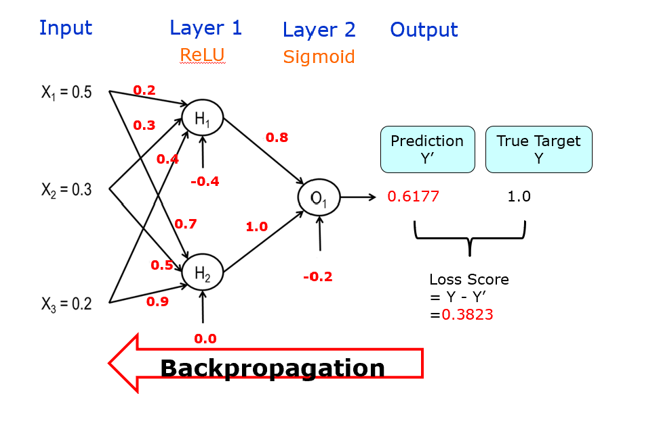 Input
Layer 1
Layer 2
Output
ReLU
Sigmoid
X1 = 0.5
0.2
H1
0.3
0.8
0.4
-0.4
Prediction
Y’
True Target
Y
X2 = 0.3
O1
0.6177
1.0
0.7
1.0
0.5
H2
-0.2
Loss Score
= Y - Y’
=0.3823
X3 = 0.2
0.9
0.0
Backpropagation